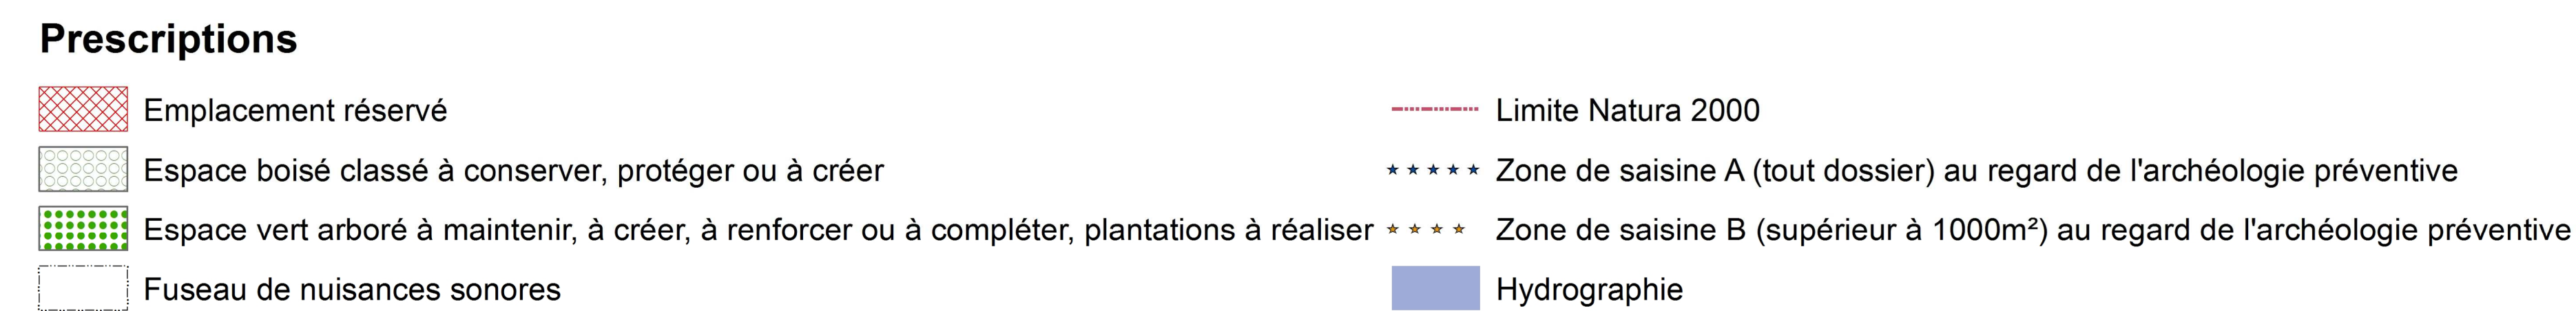 Prescriptions
Emplacement réservé
Espace boisé classé à conserver, protéger ou à créer
Espace vert arboré à maintenir, à créer, à renforcer ou à compléter, plantations à réaliser
Fuseau de nuisances sonores
Limite Natura 2000
Zone de saisine A (tout dossier) au regard de l'archéologie préventive
Zone de saisine B (supérieur à 1000m²) au regard de l'archéologie préventive
Hydrographie